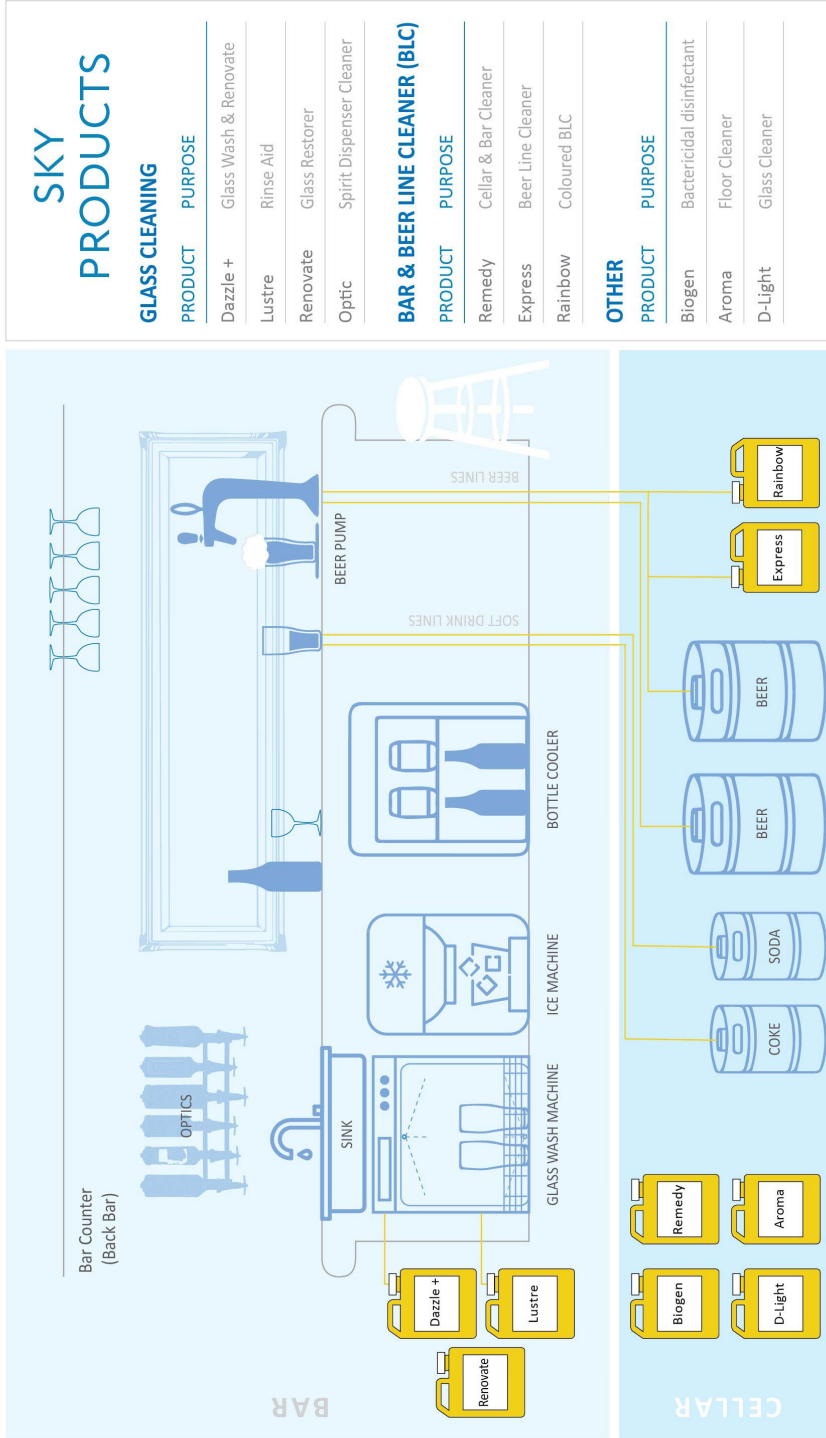 SKY
PRODUCTS
GLASS CLEANING
PRODUCT PURPOSE
Dazzle + Glass Wash & Renovate
Lustre Rinse Aid
Renovate Glass Restorer
Optic Spirit Dispenser Cleaner
BAR & BEER LINE CLEANER (BLC)
PRODUCT PURPOSE
Remedy Cellar & Bar Cleaner
Express Beer Line Cleaner
Rainbow Coloured BLC
OTHER
PRODUCT PURPOSE
Biogen Bactericidal disinfectant
Aroma Floor Cleaner
D-Light Glass Cleaner
Bar Counter
(Back Bar)
OPTICS
SINK
GLASS WASH MACHINE
ICE MACHINE
BOTTLE COOLER
SOFT DRINK LINES
BEER PUMP
BEER LINES
Dazzle +
Lustre
Renovate
BAR
Biogen
Remedy
D-Light
Aroma
COKE
SODA
BEER
BEER
Express
Rainbow
CELLAR